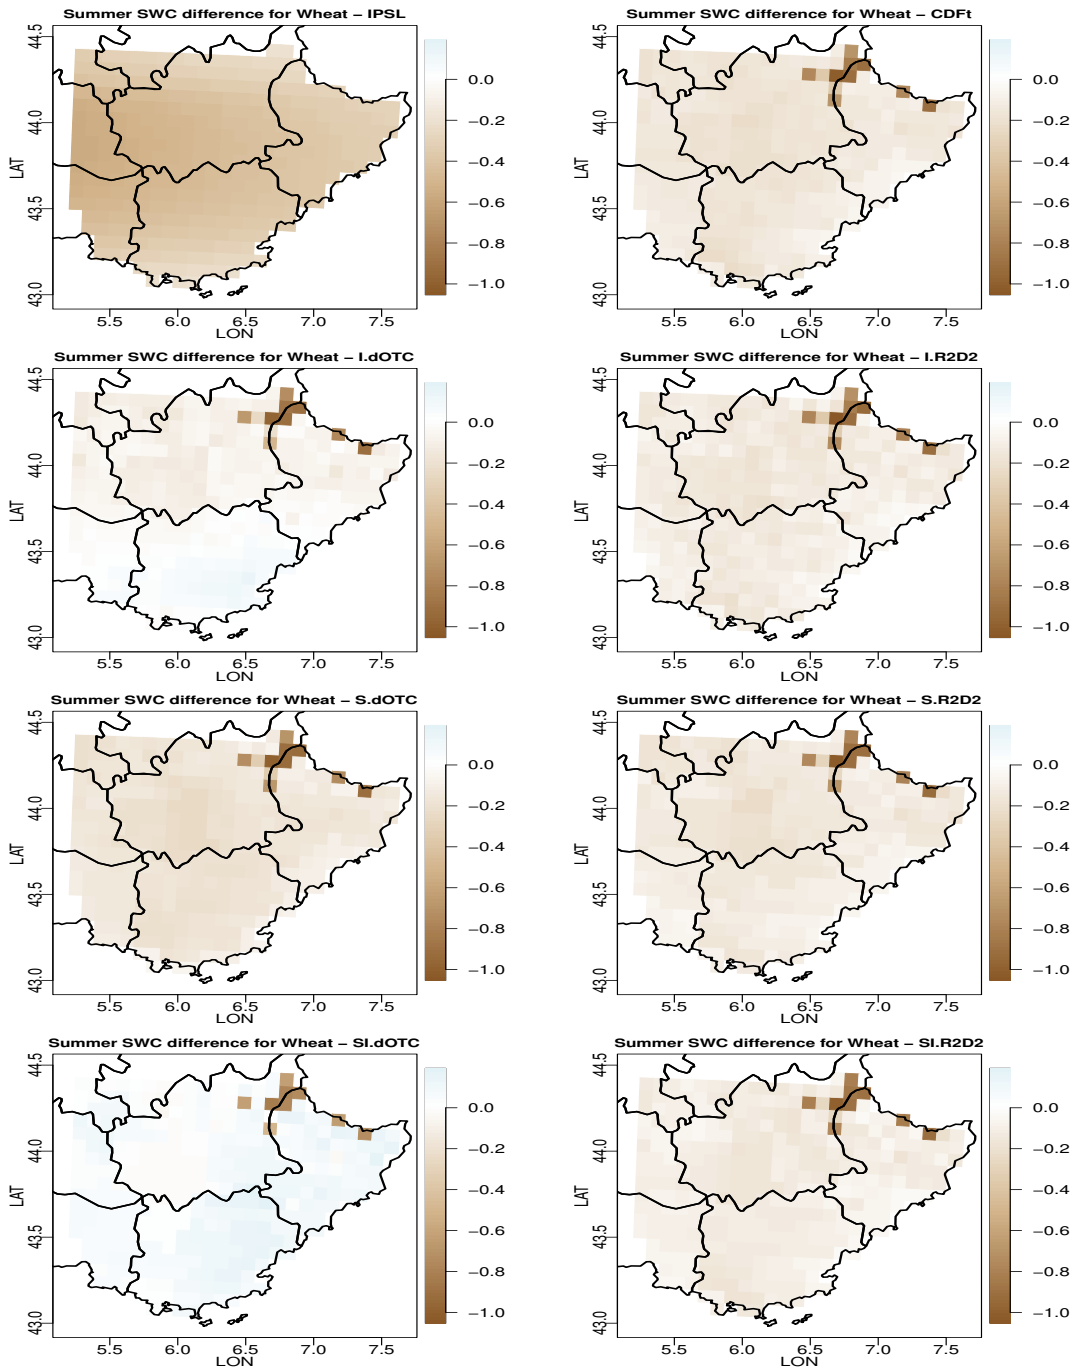 Summer SWC difference for Wheat – IPSL
44.5
44.0
43.5
43.0
LAT
5.5 6.0 6.5 7.0 7.5
LON
0.0
−0.2
−0.4
−0.6
−0.8
−1.0
Summer SWC difference for Wheat – CDFt
44.5
44.0
43.5
43.0
LAT
5.5 6.0 6.5 7.0 7.5
LON
0.0
−0.2
−0.4
−0.6
−0.8
−1.0
Summer SWC difference for Wheat – I.dOTC
44.5
44.0
43.5
43.0
LAT
5.5 6.0 6.5 7.0 7.5
LON
0.0
−0.2
−0.4
−0.6
−0.8
−1.0
Summer SWC difference for Wheat – I.R2D2
44.5
44.0
43.5
43.0
LAT
5.5 6.0 6.5 7.0 7.5
LON
0.0
−0.2
−0.4
−0.6
−0.8
−1.0
Summer SWC difference for Wheat – S.dOTC
44.5
44.0
43.5
43.0
LAT
5.5 6.0 6.5 7.0 7.5
LON
0.0
−0.2
−0.4
−0.6
−0.8
−1.0
Summer SWC difference for Wheat – S.R2D2
44.5
44.0
43.5
43.0
LAT
5.5 6.0 6.5 7.0 7.5
LON
0.0
−0.2
−0.4
−0.6
−0.8
−1.0
Summer SWC difference for Wheat – SI.dOTC
44.5
44.0
43.5
43.0
LAT
5.5 6.0 6.5 7.0 7.5
LON
0.0
−0.2
−0.4
−0.6
−0.8
−1.0
Summer SWC difference for Wheat – SI.R2D2
44.5
44.0
43.5
43.0
LAT
5.5 6.0 6.5 7.0 7.5
LON
0.0
−0.2
−0.4
−0.6
−0.8
−1.0